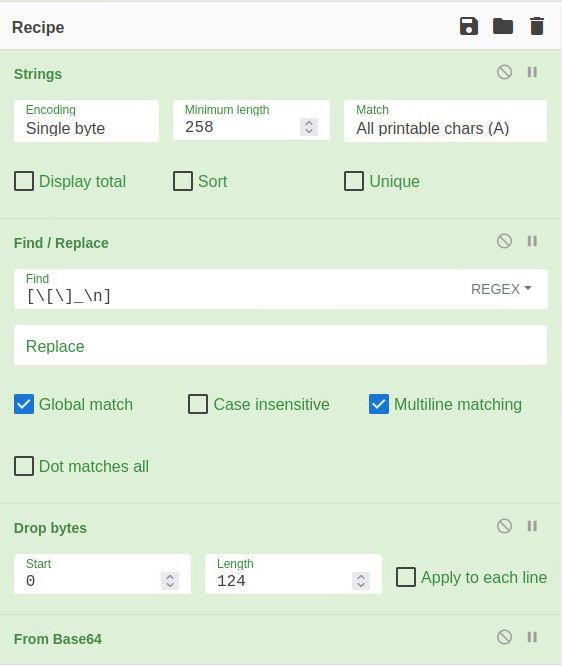 Recipe
Strings
Encoding
Single byte
Minimum length
258
Match
All printable chars (A)
Display total
Sort
Unique
Find / Replace
Find
[\[\]_\n]
REGEX
Replace
Global match
Case insensitive
Multiline matching
Dot matches all
Drop bytes
Start
0
Length
124
Apply to each line
From Base64